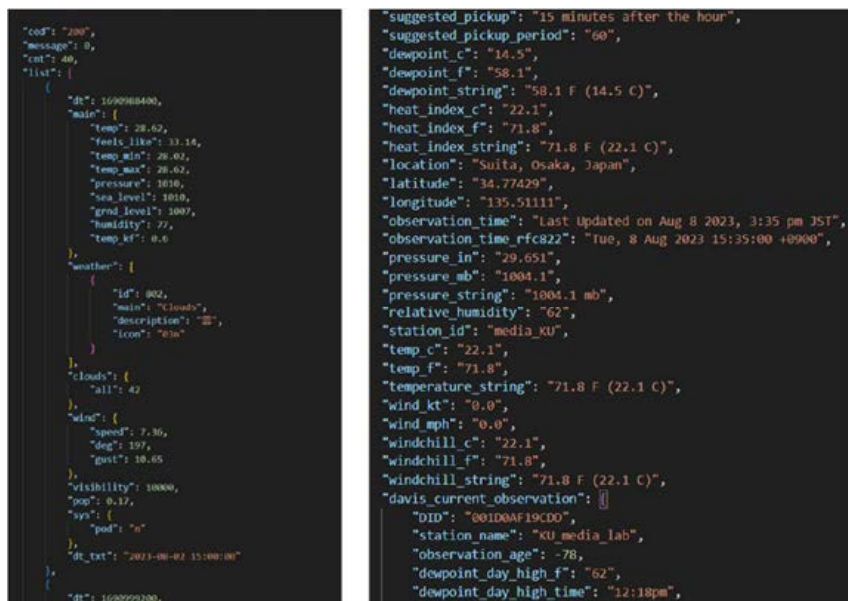 "cod": "200",
"message": 0,
"cnt": 40,
"list": [
{
"dt": 1690988400,
"main": {
"temp": 28.62,
"feels_like": 33.14,
"temp_min": 28.02,
"temp_max": 28.62,
"pressure": 1010,
"sea_level": 1010,
"grnd_level": 1007,
"humidity": 77,
"temp_kf": 0.6
},
"weather": [
{
"id": 802,
"main": "Clouds",
"description":
"icon": "03n"
}
],
"clouds": {
"all": 42
},
"wind": {
"speed": 7.36,
"deg": 197,
"gust": 10.65
},
"visibility": 10000,
"pop": 0.17,
"sys": {
"pod": "n"
},
"dt_txt": "2023-08-02 15:00:00"
},
{
"dt": 1690999200,
"suggested_pickup": "15 minutes after the hour",
"suggested_pickup_period": "60",
"dewpoint_c": "14.5",
"dewpoint_f": "58.1",
"dewpoint_string": "58.1 F (14.5 C)",
"heat_index_c": "22.1",
"heat_index_f": "71.8",
"heat_index_string": "71.8 F (22.1 C)",
"location": "Suita, Osaka, Japan",
"latitude": "34.77429",
"longitude": "135.51111",
"observation_time": "Last Updated on Aug 8 2023, 3:35 pm JST",
"observation_time_rfc822": "Tue, 8 Aug 2023 15:35:00 +0900",
"pressure_in": "29.651",
"pressure_mb": "1004.1",
"pressure_string": "1004.1 mb",
"relative_humidity": "62",
"station_id": "media_KU",
"temp_c": "22.1",
"temp_f": "71.8",
"temperature_string": "71.8 F (22.1 C)",
"wind_kt": "0.0",
"wind_mph": "0.0",
"windchill_c": "22.1",
"windchill_f": "71.8",
"windchill_string": "71.8 F (22.1 C)",
"davis_current_observation": {
"DID": "001D0AF19CDD",
"station_name": "KU_media_lab",
"observation_age": -78,
"dewpoint_day_high_f": "62",
"dewpoint_day_high_time": "12:18pm",